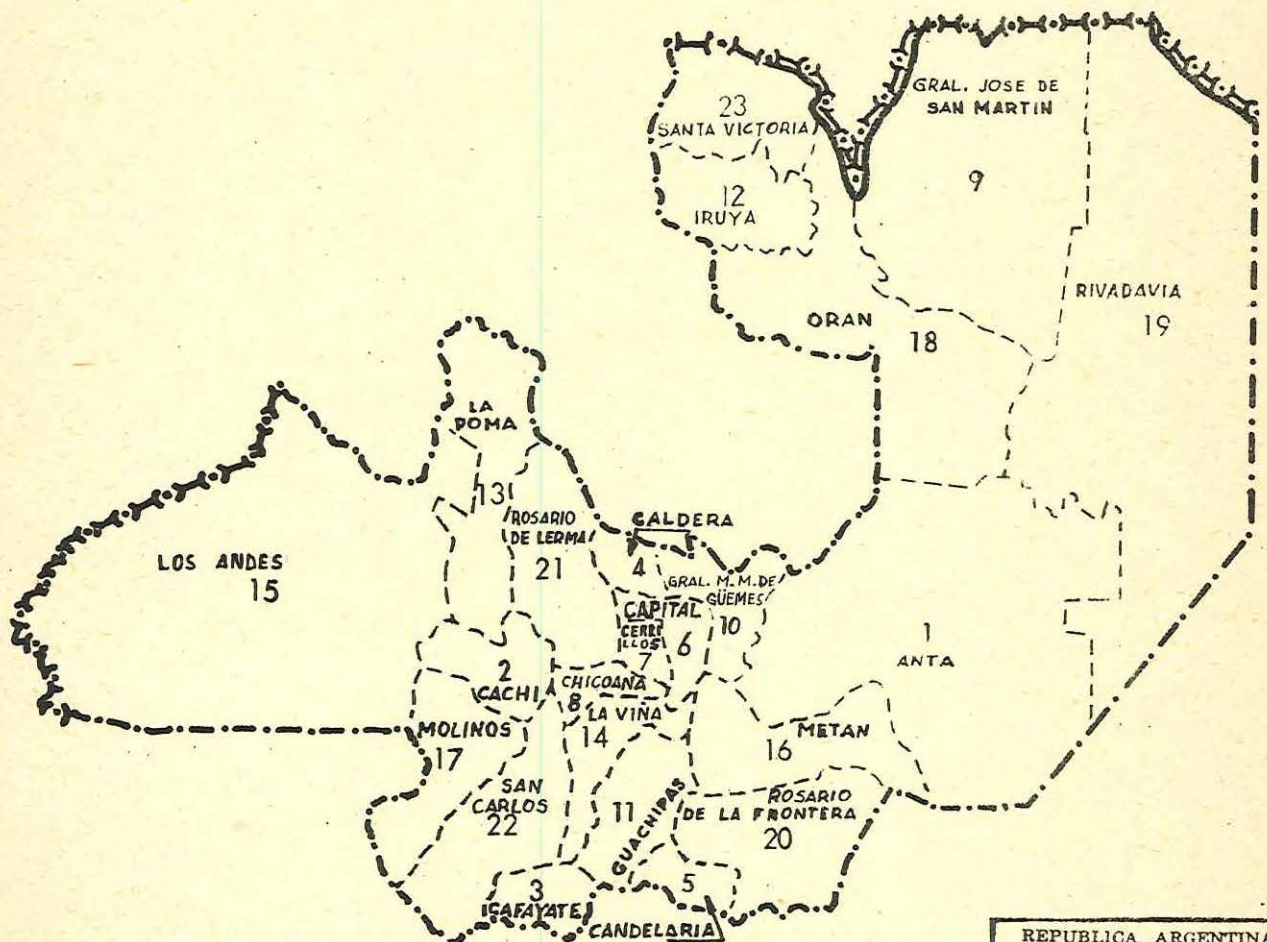 GRAL. JOSE DE
SAN MARTIN
9
23
SANTA VICTORIA
12
IRUYA
RIVADAVIA
19
ORAN
18
LA
POMA
13
ROSARIO
DE LERMA
21
CALDERA
4
GRAL. M. M. DE
GÜEMES
10
LOS ANDES
15
CAPITAL
6
CERRI
LLOS
7
1
ANTA
2
CACHI
CHICOANA
8
LA VIÑA
14
MOLINOS
17
METAN
16
SAN
CARLOS
22
11
GUACHIPAS
ROSARIO
DE LA FRONTERA
20
3
CAFAYATE
5
CANDELARIA
REPUBLICA ARGENTINA